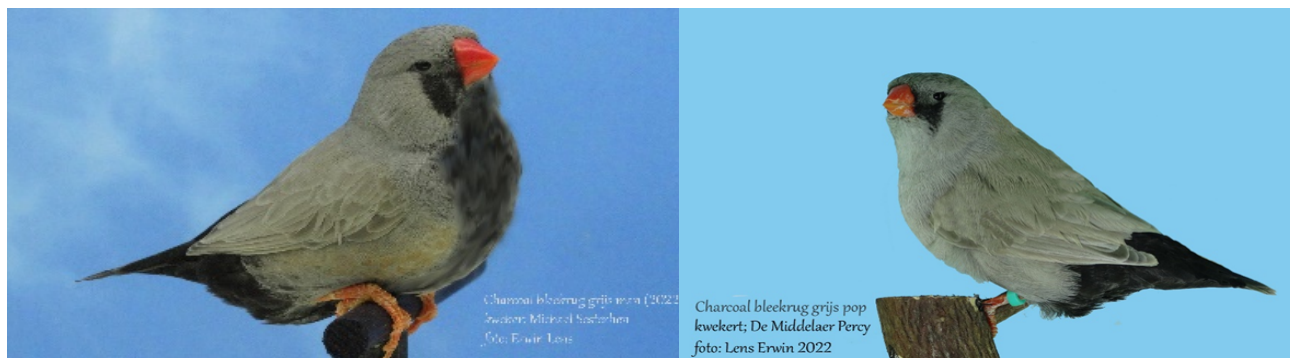 Charcoal bleekrug grijs man (2022
kweker: Michael
foto: Erwin Lens
Charcoal bleekrug grijs pop
kwekert; De Middelaer Percy
foto: Lens Erwin 2022